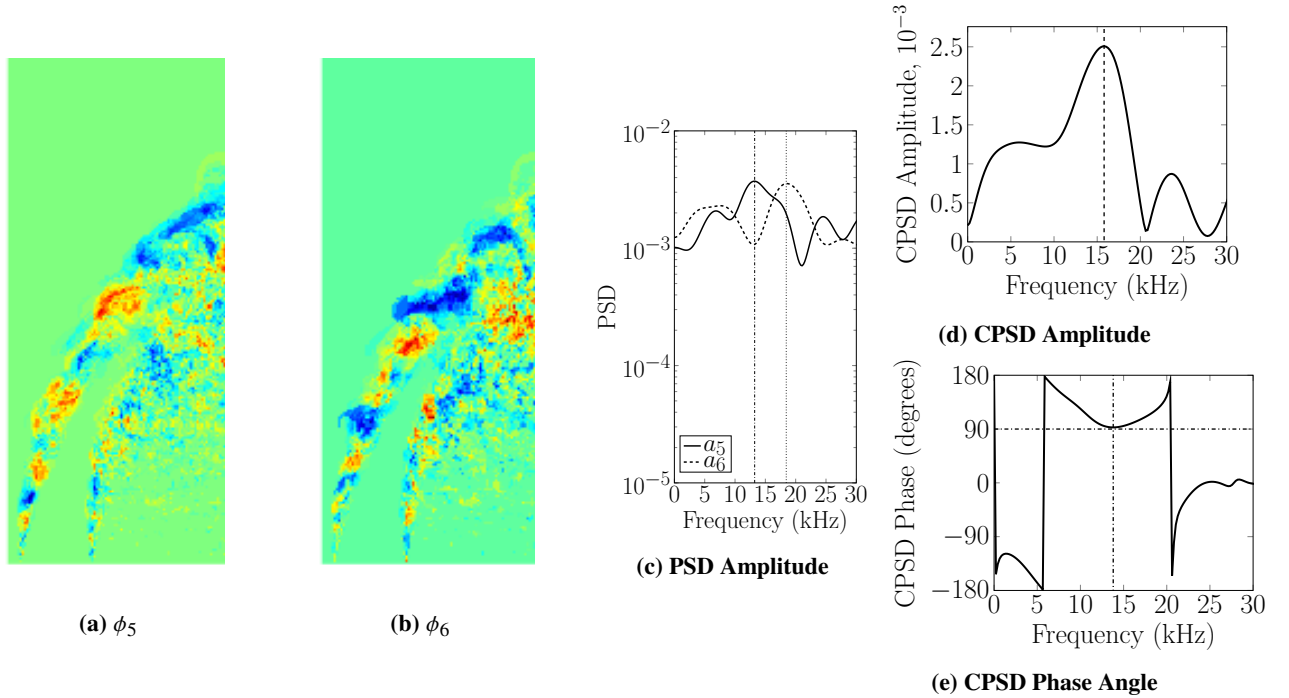 (a) ϕ5
(b) ϕ6
10−2
10−3
10−4
10−5
PSD
a5
a6
0 5 10 15 20 25 30
Frequency (kHz)
(c) PSD Amplitude
CPSD Amplitude, 10−3
2.5
2
1.5
1
0.5
0
0 5 10 15 20 25 30
Frequency (kHz)
(d) CPSD Amplitude
CPSD Phase (degrees)
180
90
0
−90
−180
0 5 10 15 20 25 30
Frequency (kHz)
(e) CPSD Phase Angle